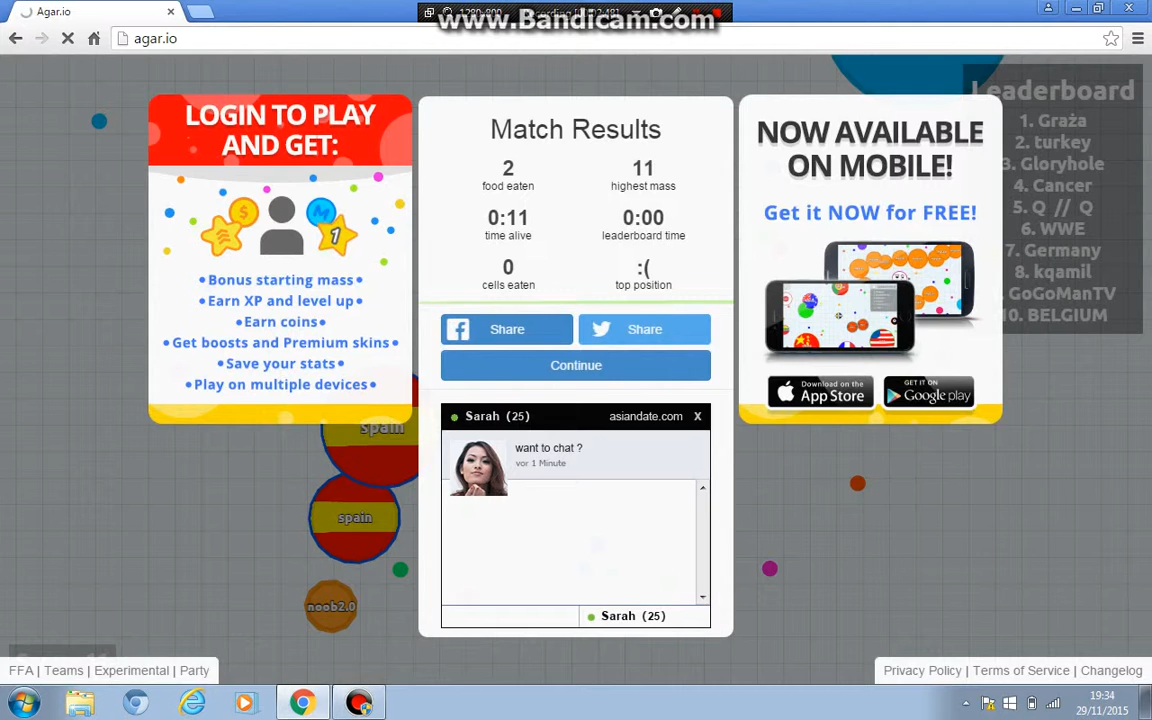 Agar.io
www.Bandicam.com
agar.io
LOGIN TO PLAY
AND GET:
Bonus starting mass
Earn XP and level up
Earn coins
Get boosts and Premium skins
Save your stats
Play on multiple devices
Match Results
2
food eaten
11
highest mass
0:11
time alive
0:00
leaderboard time
0
cells eaten
:(
top position
Share
Share
Continue
Sarah (25)
asiandate.com
X
want to chat ?
vor 1 Minute
Sarah (25)
NOW AVAILABLE
ON MOBILE!
Get it NOW for FREE!
Download on the
App Store
GET IT ON
Google play
Leaderboard
1. Graża
2. turkey
3. Gloryhole
4. Cancer
5. Q // Q
6. WWE
7. Germany
8. kqamil
GoGoManTV
10. BELGIUM
spain
spain
noob2.0
FFA | Teams | Experimental | Party
Privacy Policy | Terms of Service | Changelog
19:34
29/11/2015